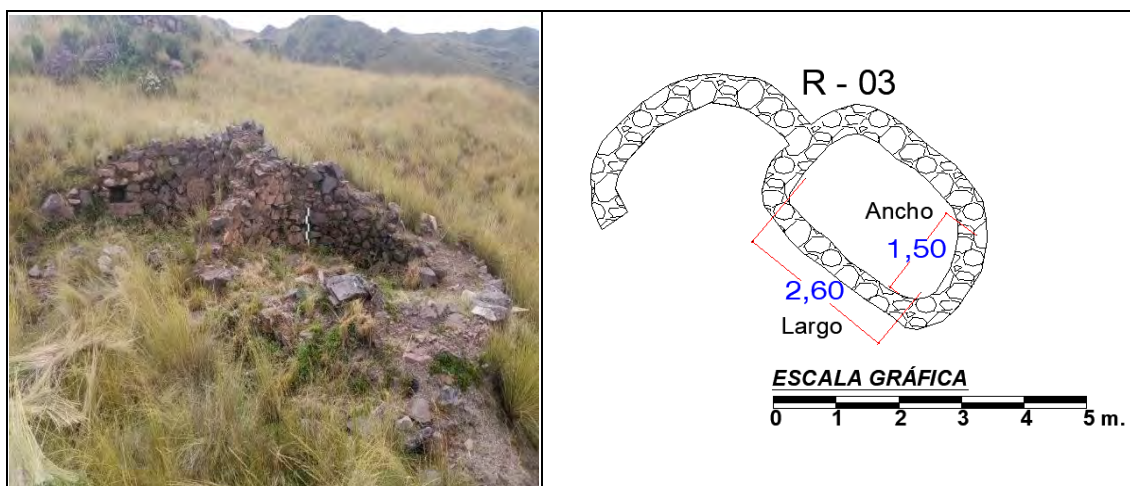 R - 03
Ancho
1,50
2,60
Largo
ESCALA GRÁFICA
0 1 2 3 4 5 m.